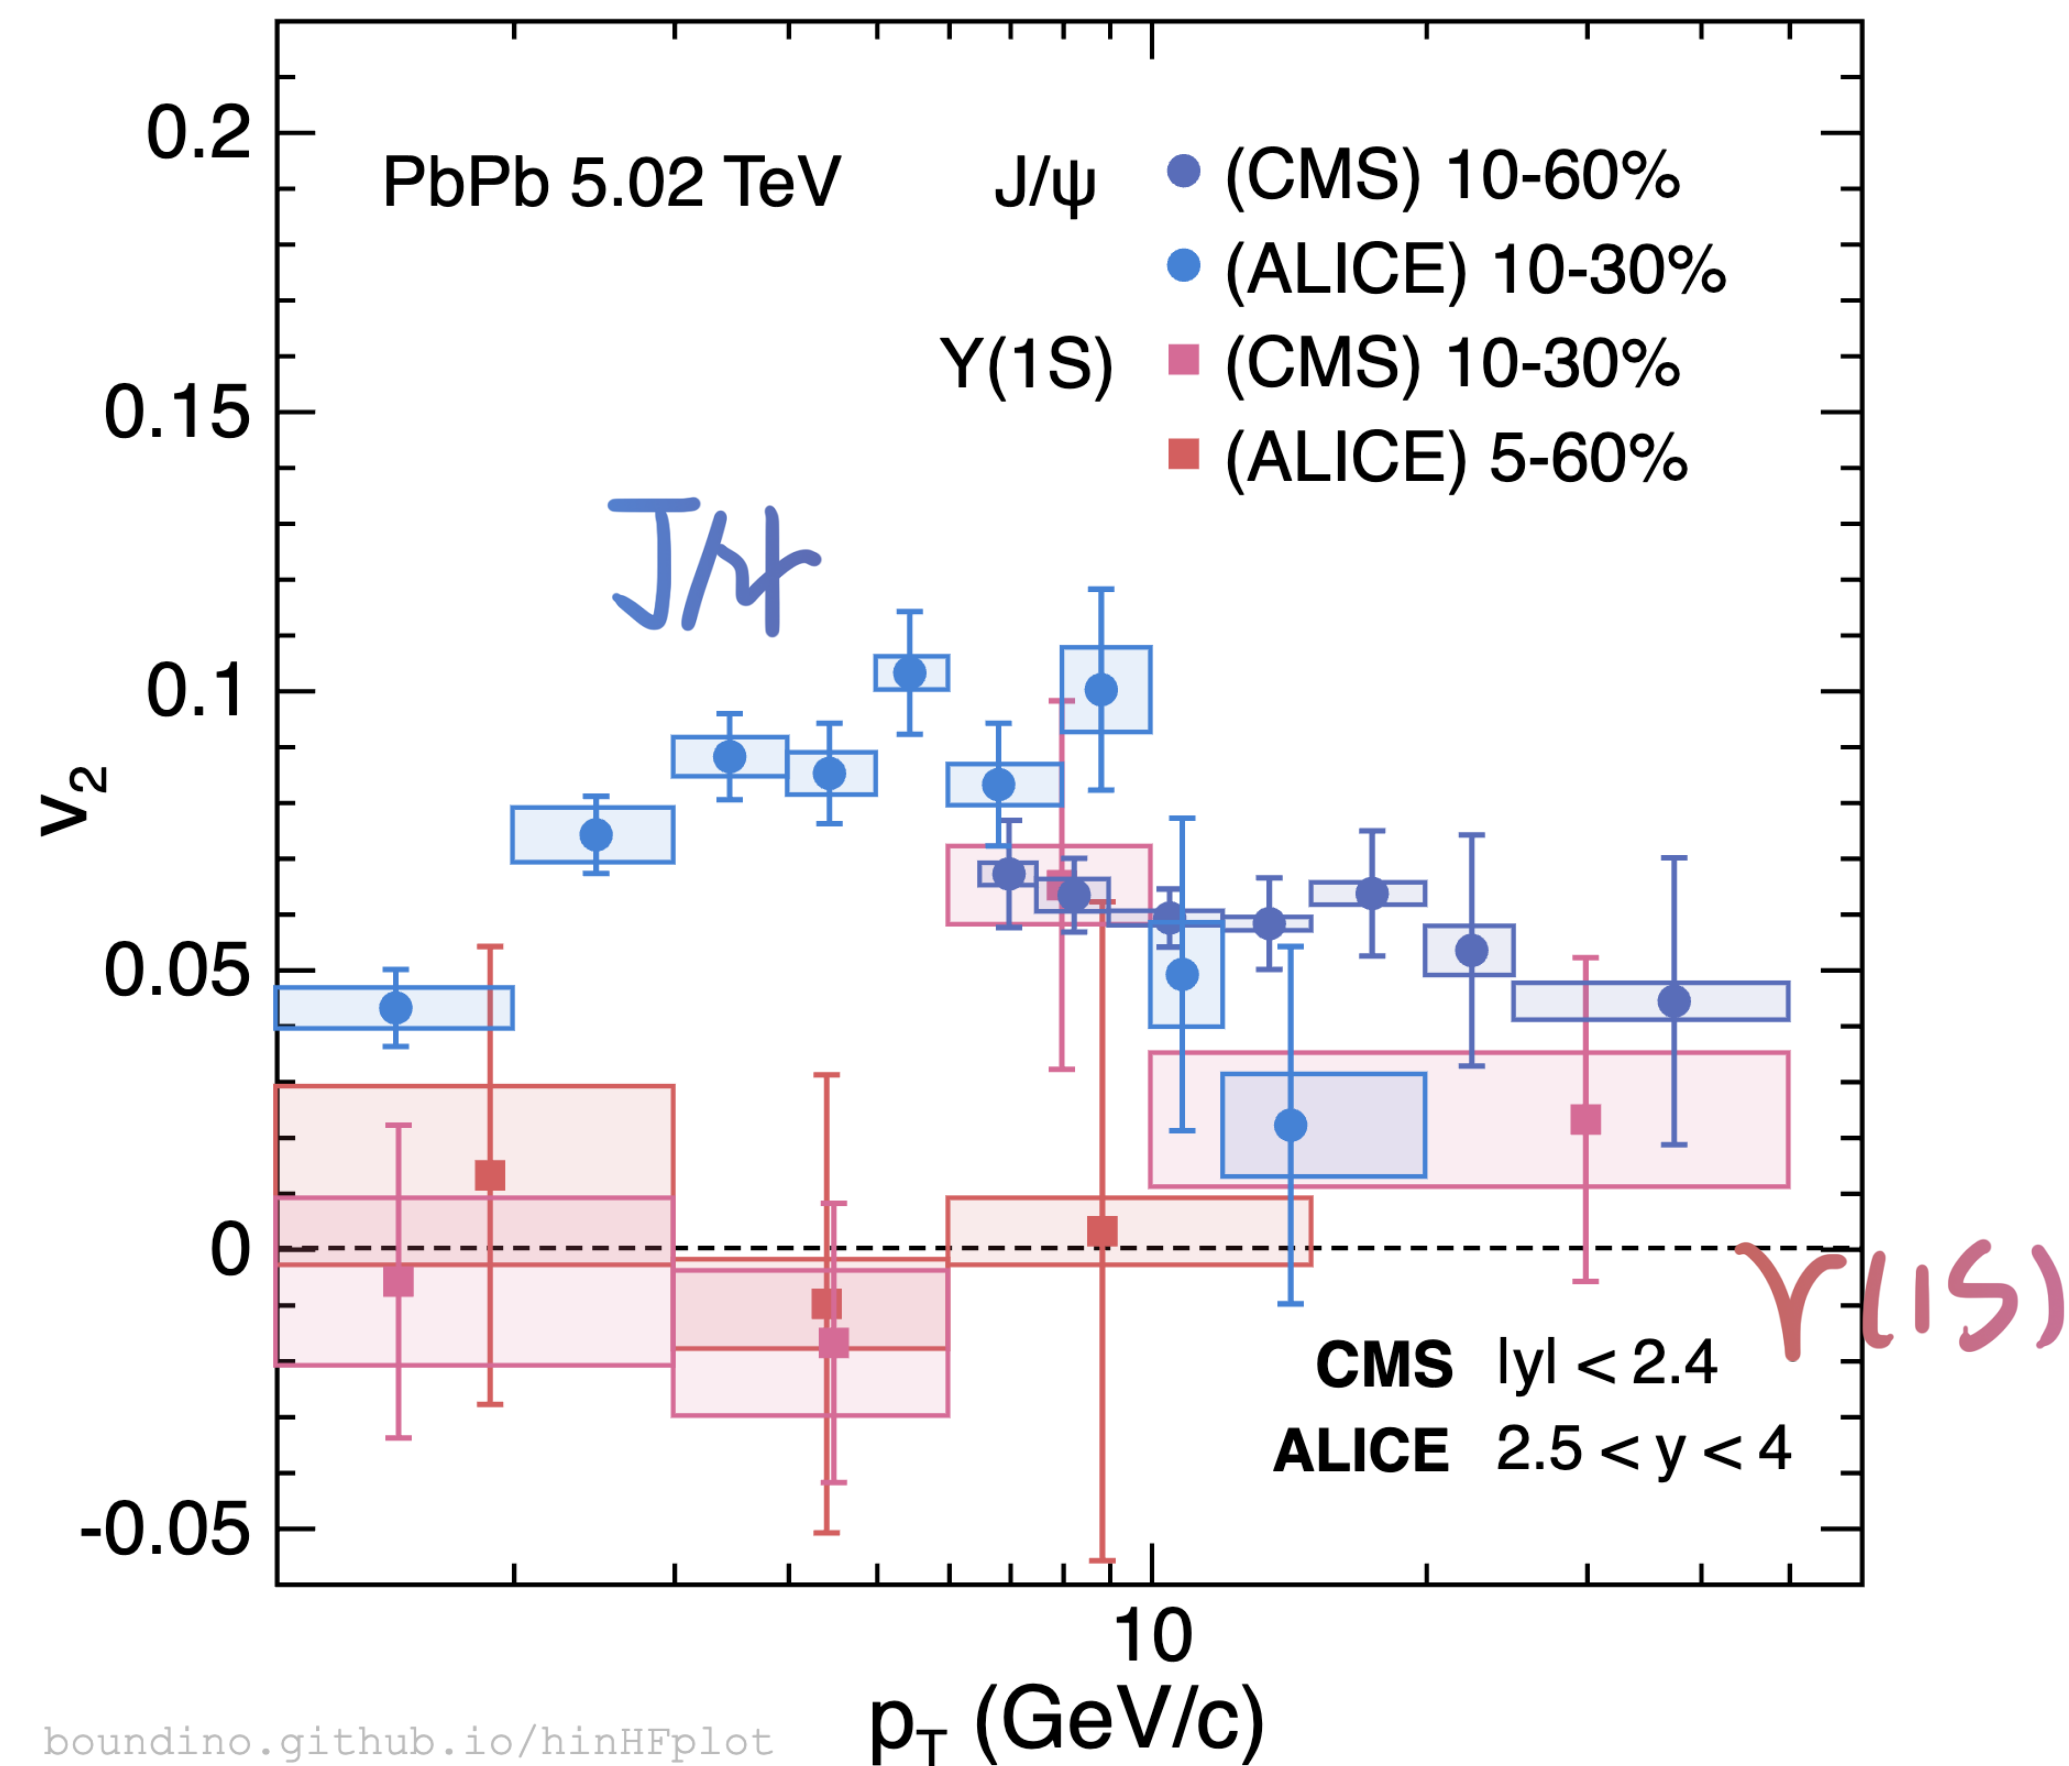 0.2
PbPb 5.02 TeV J/ψ (CMS) 10-60%
(ALICE) 10-30%
Υ(1S) (CMS) 10-30%
0.15
(ALICE) 5-60%
J/ψ
0.1
v2
0.05
0
Υ(1S)
CMS |y| < 2.4
ALICE 2.5 < y < 4
-0.05
10
pT (GeV/c)
boundino.github.io/hinHFplot